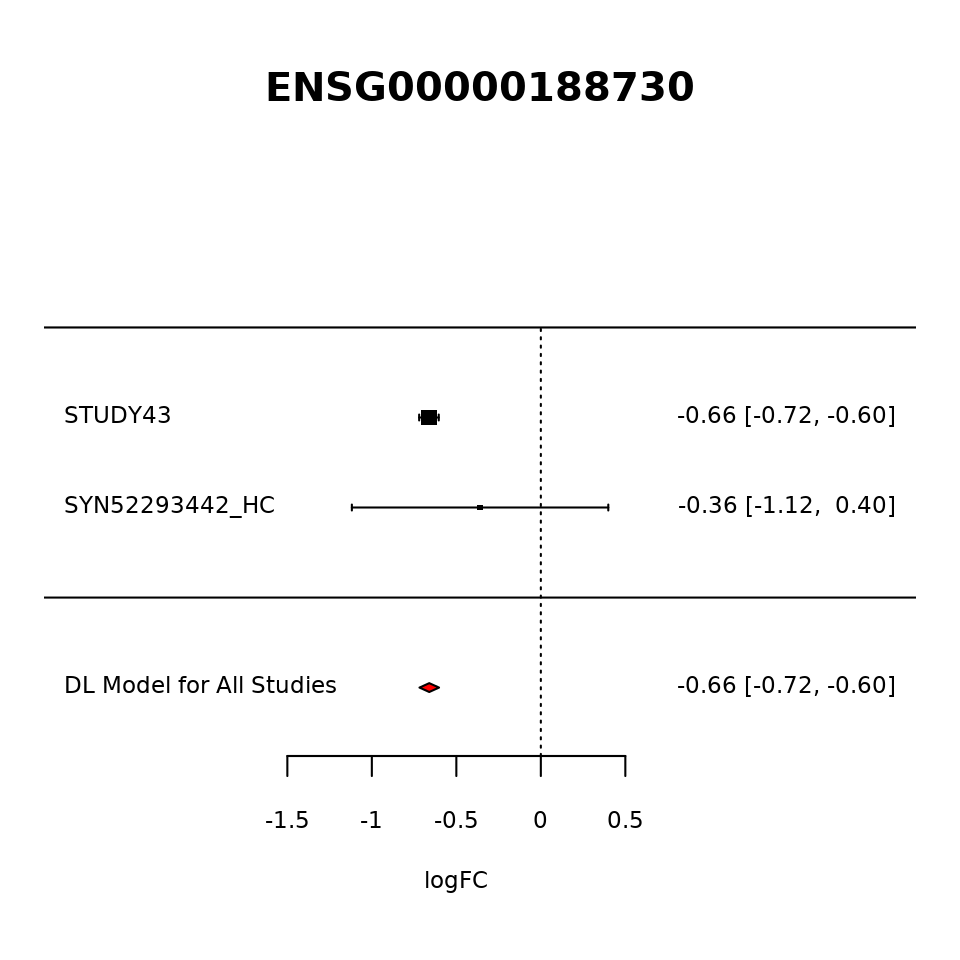 ENSG00000188730
STUDY43 -0.66 [-0.72, -0.60]
SYN52293442_HC -0.36 [-1.12, 0.40]
DL Model for All Studies -0.66 [-0.72, -0.60]
-1.5 -1 -0.5 0 0.5
logFC